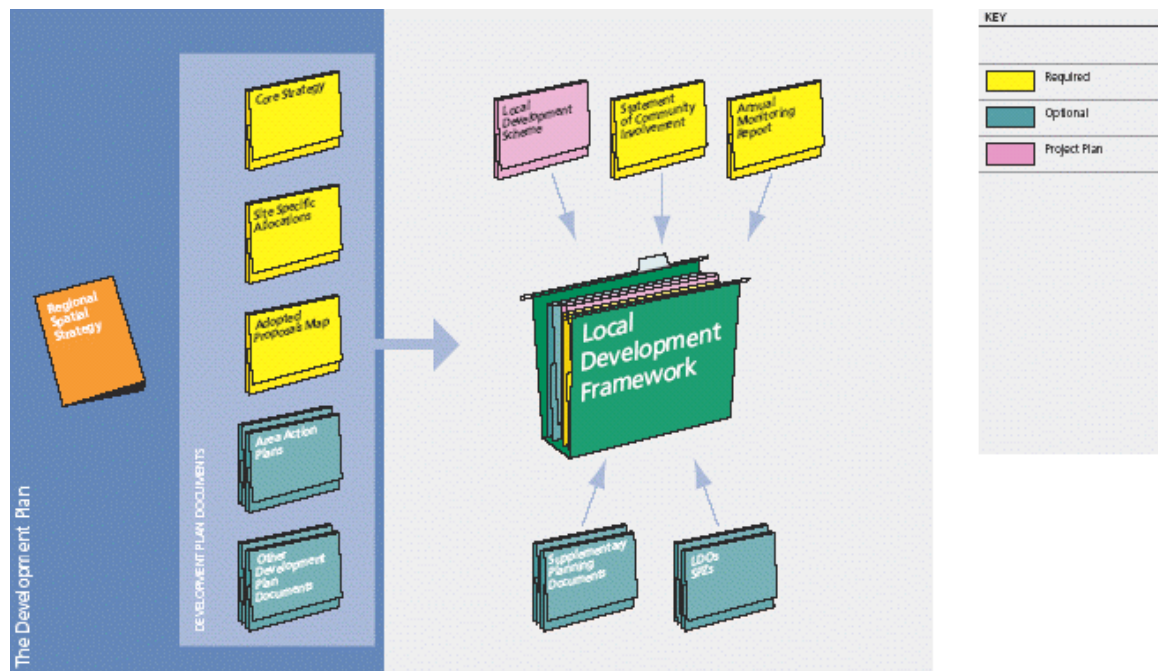 The Development Plan
Regional
Spatial
Strategy
DEVELOPMENT PLAN DOCUMENTS
Core Strategy
Site Specific
Allocations
Adopted
Proposals Map
Area Action
Plans
Other
Development
Plan
Documents
Local
Development
Scheme
Statement
of Community
Involvement
Annual
Monitoring
Report
Local
Development
Framework
Supplementary
Planning
Documents
LDOs
SPZs
KEY
Required
Optional
Project Plan